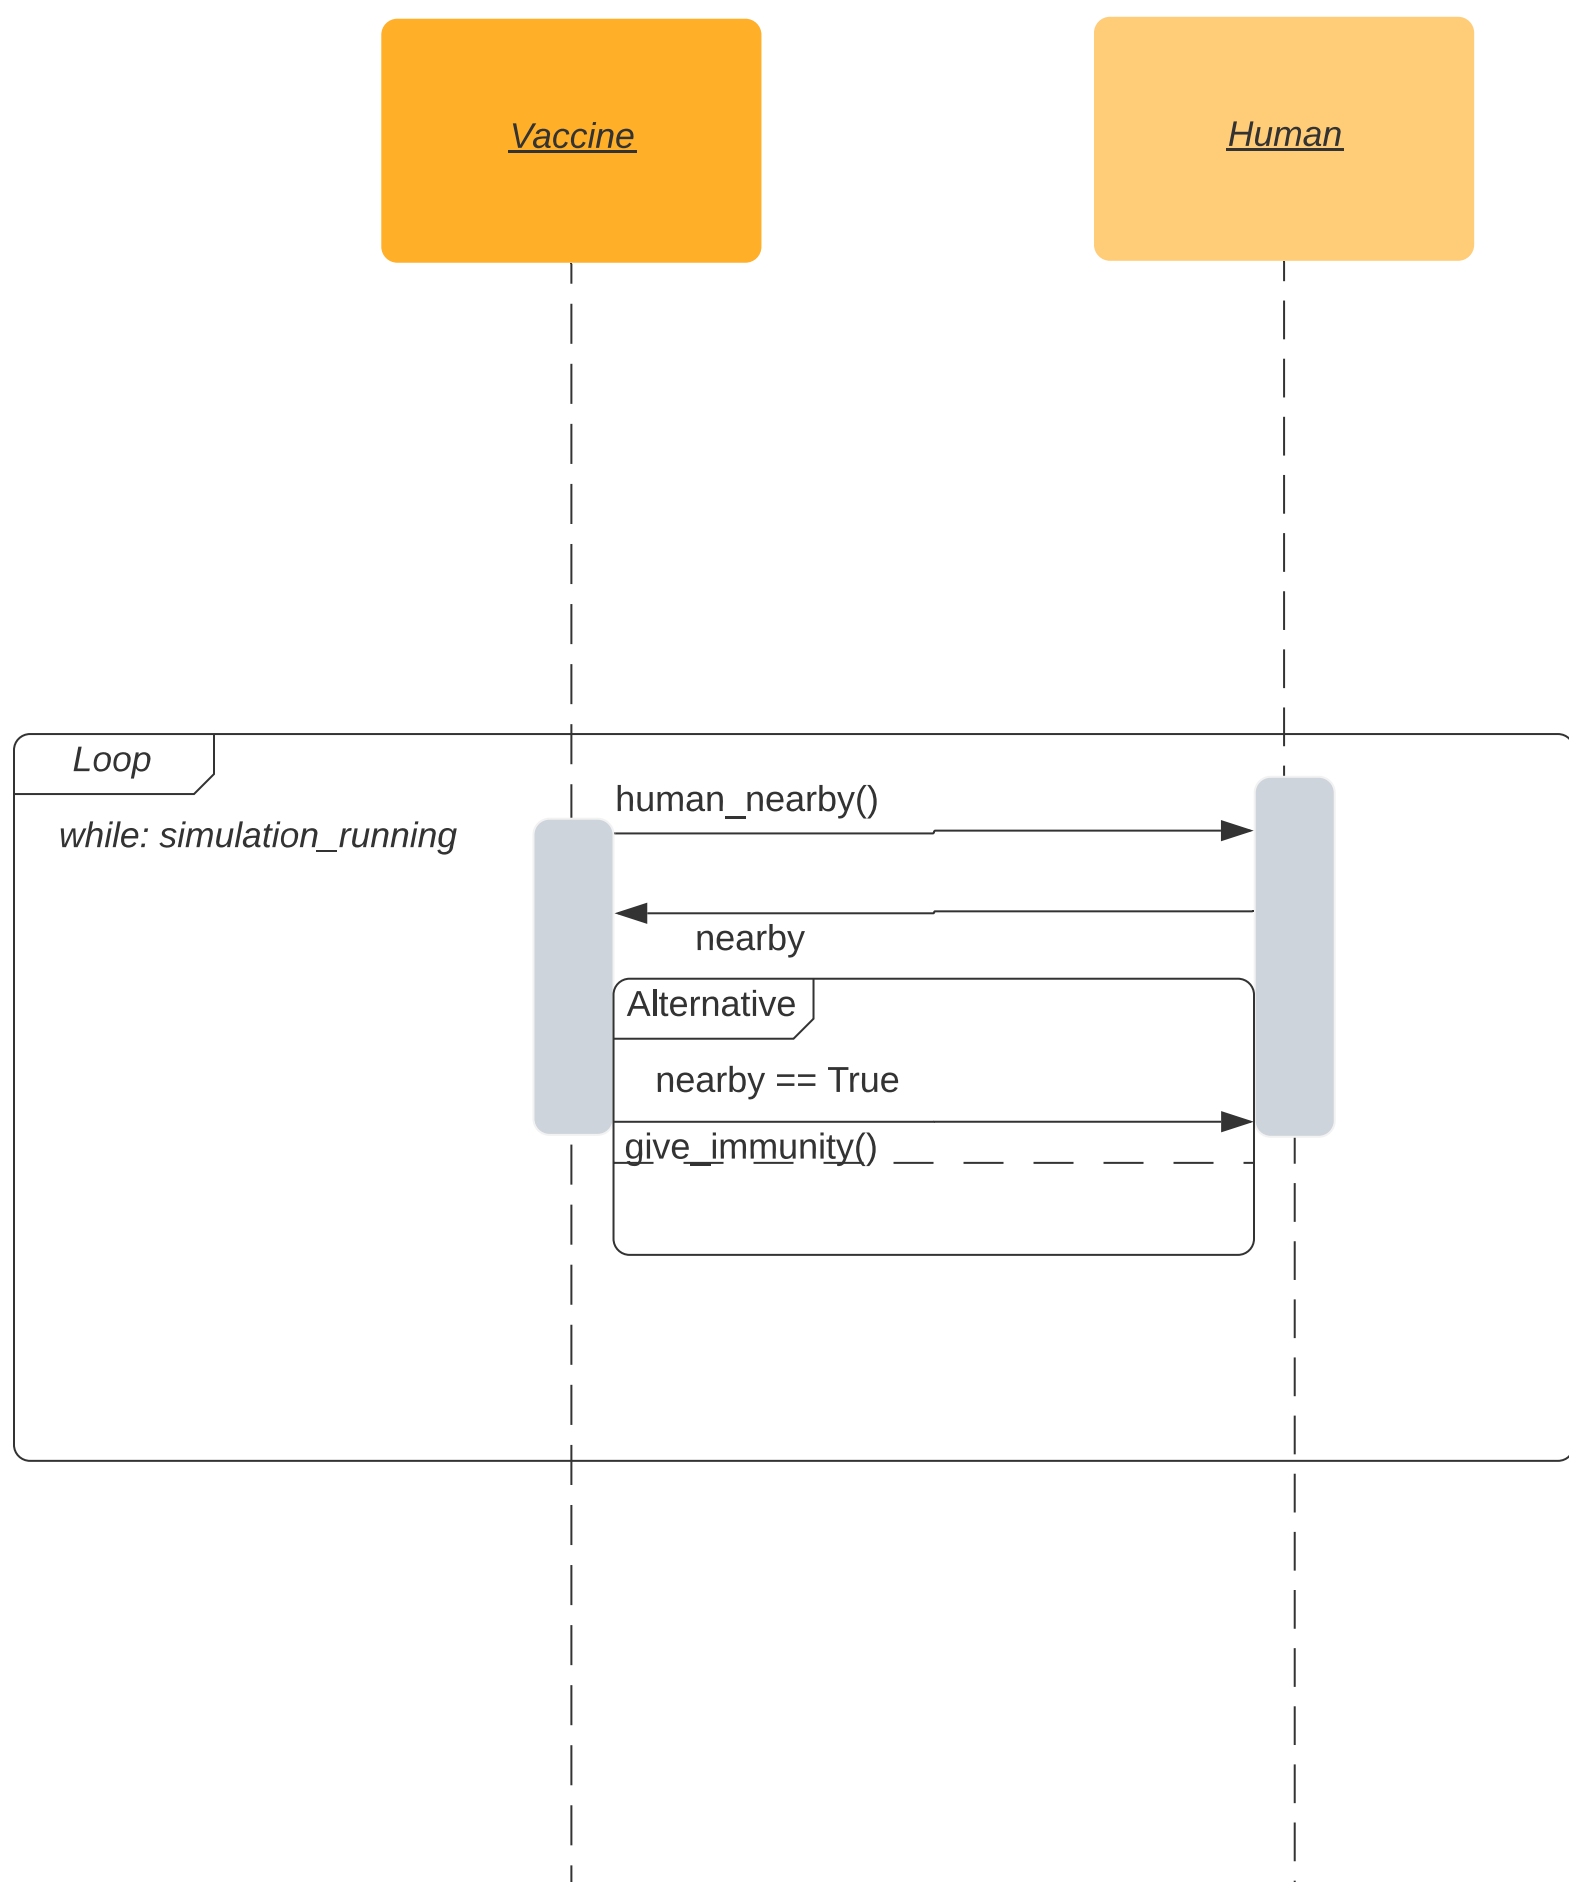 Vaccine
Human
Loop
while: simulation_running
human_nearby()
nearby
Alternative
nearby == True
give_immunity()